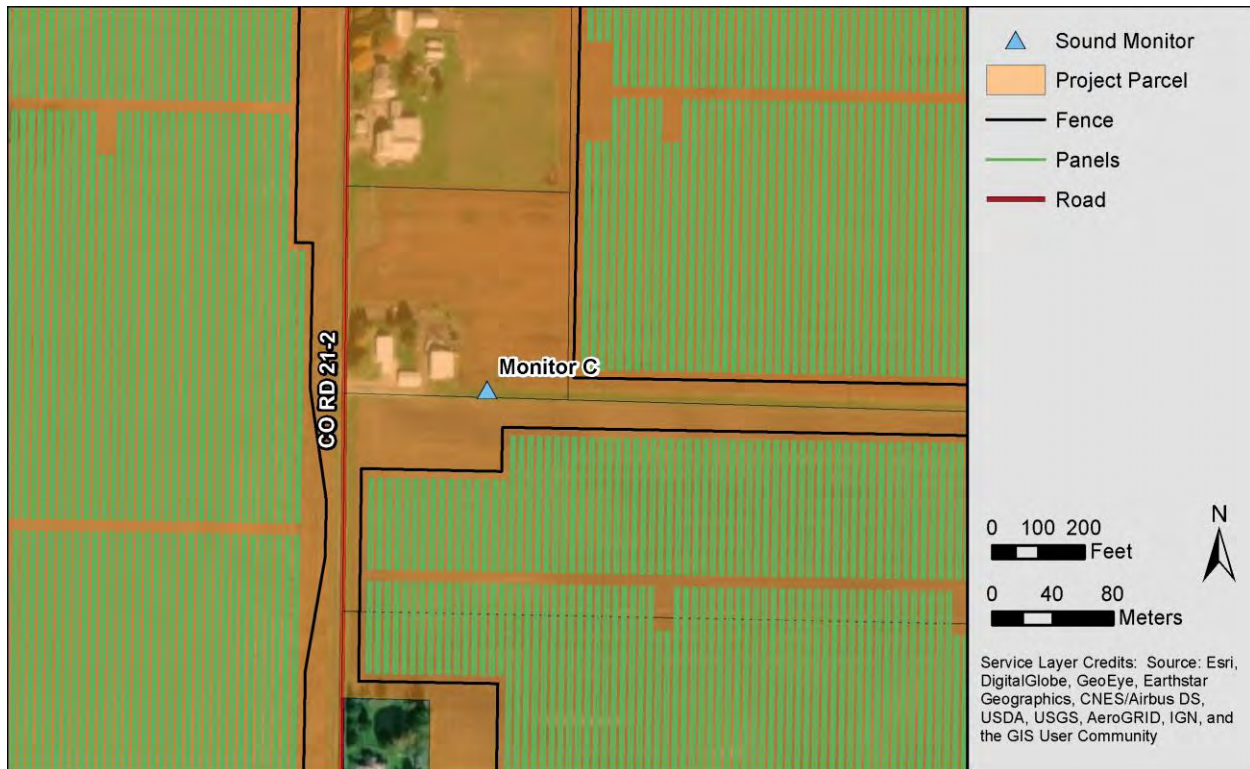 CO RD 21-2
Monitor C
Sound Monitor
Project Parcel
Fence
Panels
Road
N
0 100 200
Feet
0 40 80
Meters
Service Layer Credits: Source: Esri,
DigitalGlobe, GeoEye, Earthstar
Geographics, CNES/Airbus DS,
USDA, USGS, AeroGRID, IGN, and
the GIS User Community